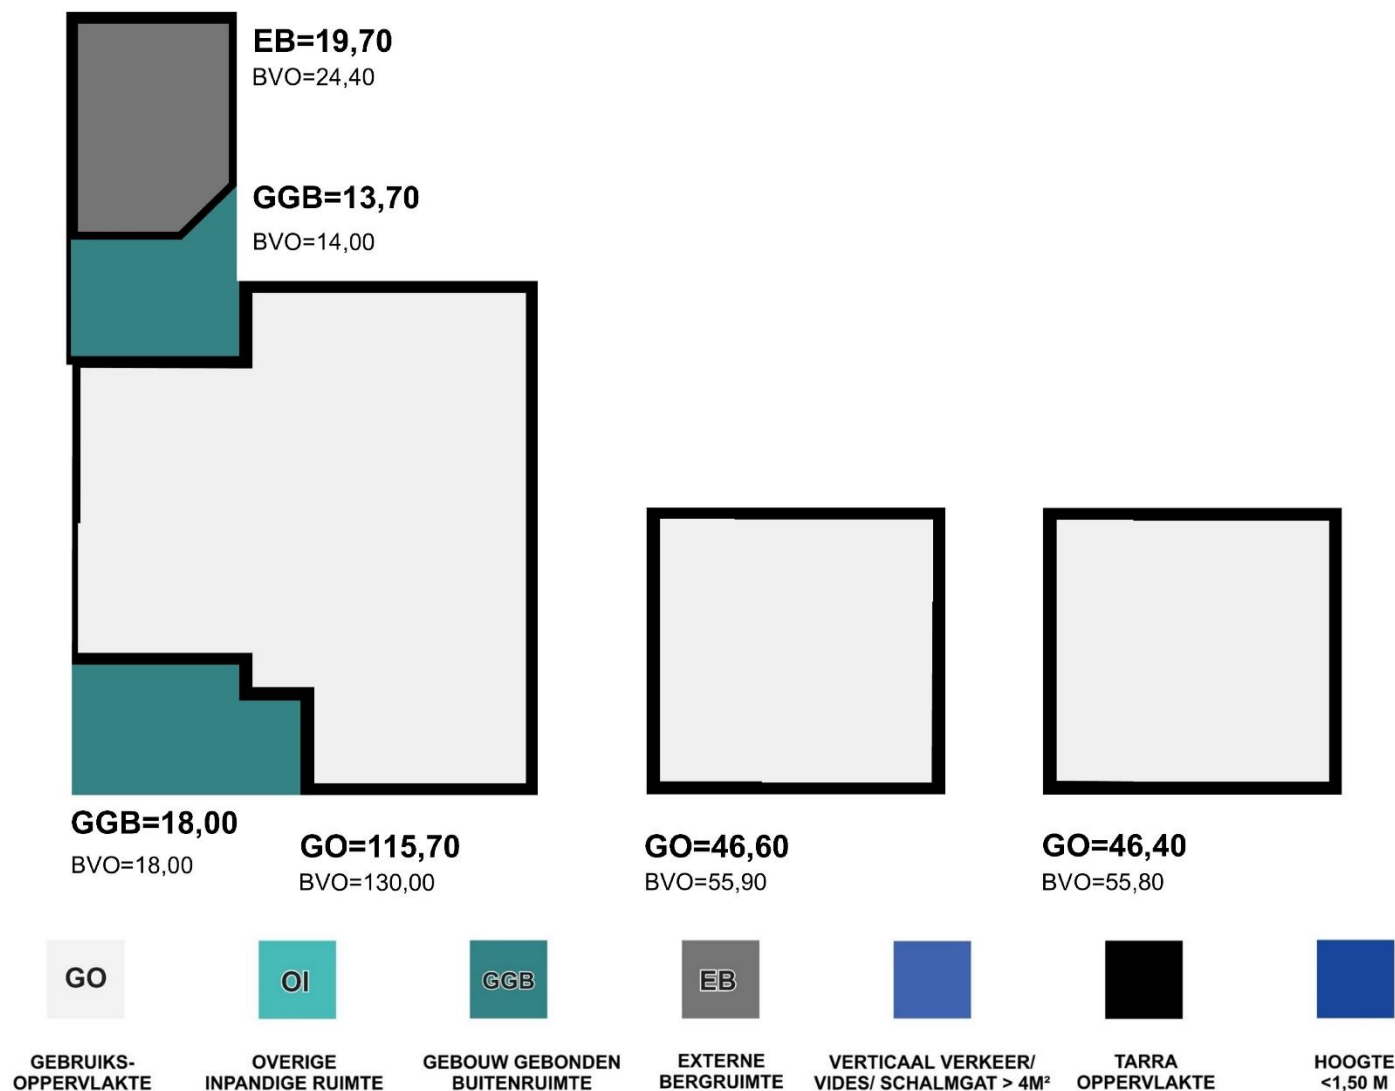 EB=19,70
BVO=24,40
GGB=13,70
BVO=14,00
GGB=18,00
BVO=18,00
GO=115,70
BVO=130,00
GO=46,60
BVO=55,90
GO=46,40
BVO=55,80
GO
OI
GGB
EB
GEBRUIKS-
OPPERVLAKTE
OVERIGE
INPANDIGE RUIMTE
GEBOUW GEBONDEN
BUITENRUIMTE
EXTERNE
BERGRUIMTE
VERTICAAL VERKEER/
VIDES/ SCHALMGAT > 4M²
TARRA
OPPERVLAKTE
HOOGTE
<1,50 M